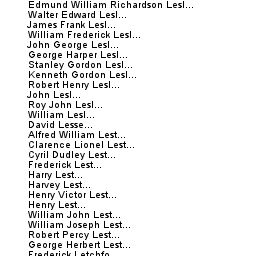 Edmund William Richardson Lesl...
Walter Edward Lesl...
James Frank Lesl...
William Frederick Lesl...
John George Lesl...
George Harper Lesl...
Stanley Gordon Lesl...
Kenneth Gordon Lesl...
Robert Henry Lesl...
John Lesl...
Roy John Lesl...
William Lesl...
David Lesse...
Alfred William Lest...
Clarence Lionel Lest...
Cyril Dudley Lest...
Frederick Lest...
Harry Lest...
Harvey Lest...
Henry Victor Lest...
Henry Lest...
William John Lest...
William Joseph Lest...
Robert Percy Lest...
George Herbert Lest...
Frederick Letchfo...